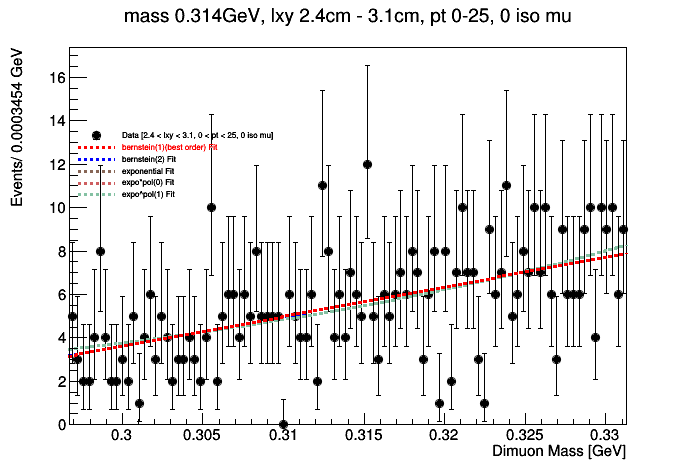 mass 0.314GeV, lxy 2.4cm - 3.1cm, pt 0-25, 0 iso mu
Events/ 0.0003454 GeV
16
14
12
10
8
6
4
2
0
Data [2.4 < lxy < 3.1, 0 < pt < 25, 0 iso mu]
bernstein(1)(best order) Fit
bernstein(2) Fit
exponential Fit
expo*pol(0) Fit
expo*pol(1) Fit
0.3 0.305 0.31 0.315 0.32 0.325 0.33
Dimuon Mass [GeV]